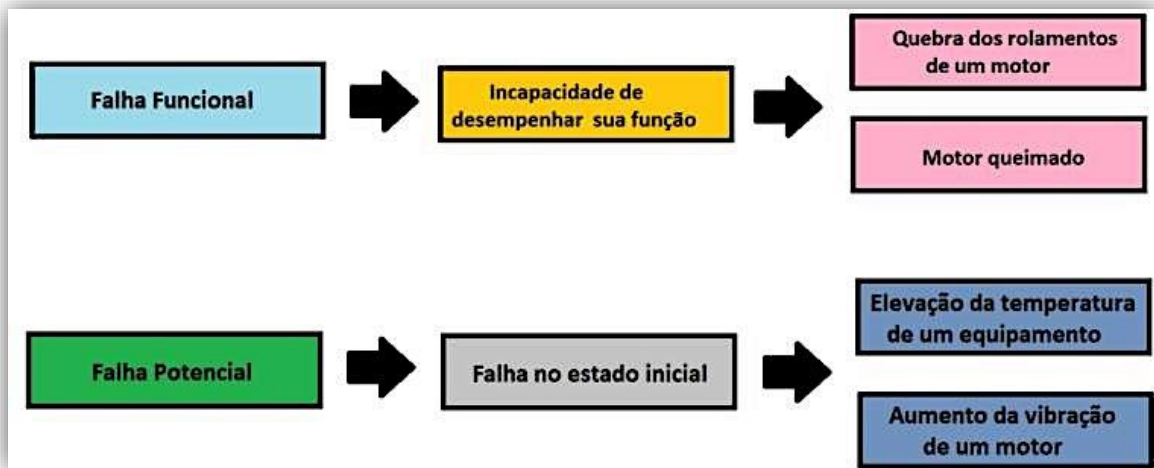 Falha Funcional
Incapacidade de
desempenhar sua função
Quebra dos rolamentos
de um motor
Motor queimado
Falha Potencial
Falha no estado inicial
Elevação da temperatura
de um equipamento
Aumento da vibração
de um motor